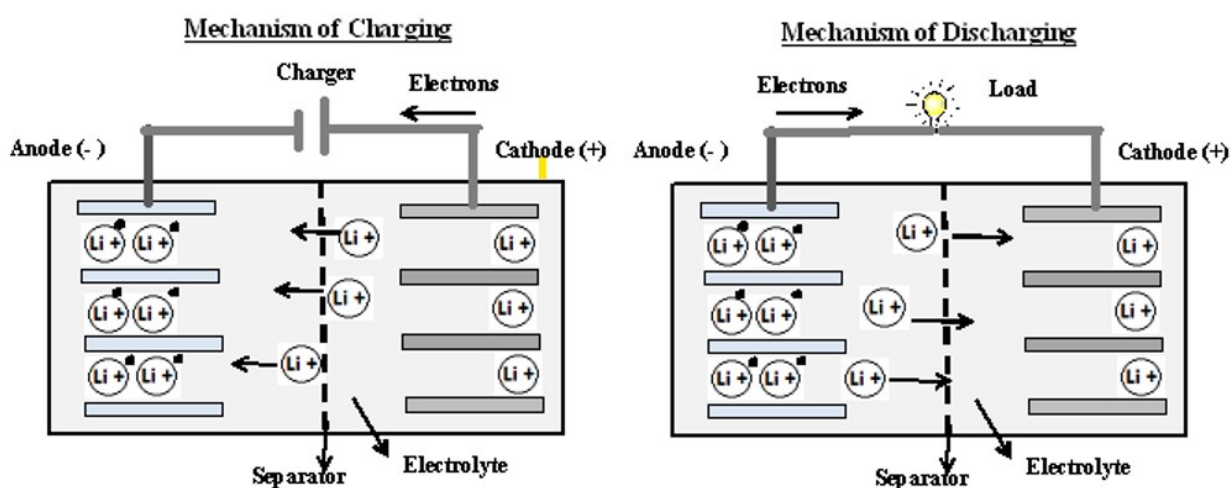 Mechanism of Charging
Charger
Electrons
Anode (- )
Cathode (+)
Li +
Li +
Li +
Li +
Li +
Li +
Li +
Li +
Li +
Li +
Li +
Li +
Separator
Electrolyte
Mechanism of Discharging
Electrons
Load
Anode (- )
Cathode (+)
Li +
Li +
Li +
Li +
Li +
Li +
Li +
Li +
Li +
Li +
Li +
Li +
Separator
Electrolyte